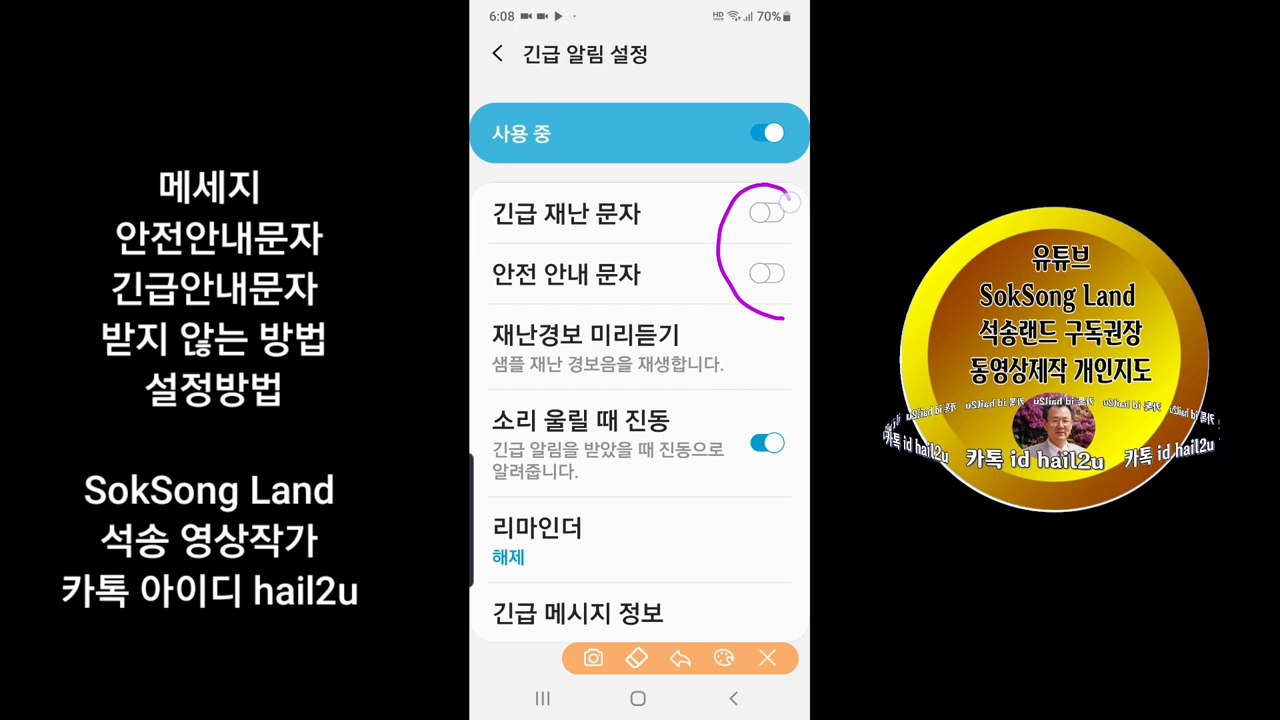 메세지
안전안내문자
긴급안내문자
받지 않는 방법
설정방법
SokSong Land
석송 영상작가
카톡 아이디 hail2u
6:08
HD
70%
긴급 알림 설정
사용 중
긴급 재난 문자
안전 안내 문자
재난경보 미리듣기
샘플 재난 경보음을 재생합니다.
소리 울릴 때 진동
긴급 알림을 받았을 때 진동으로
알려줍니다.
리마인더
해제
긴급 메시지 정보
유튜브
SokSong Land
석송랜드 구독권장
동영상제작 개인지도
카톡 id hail2u
카톡 id hail2u
카톡 id hail2u